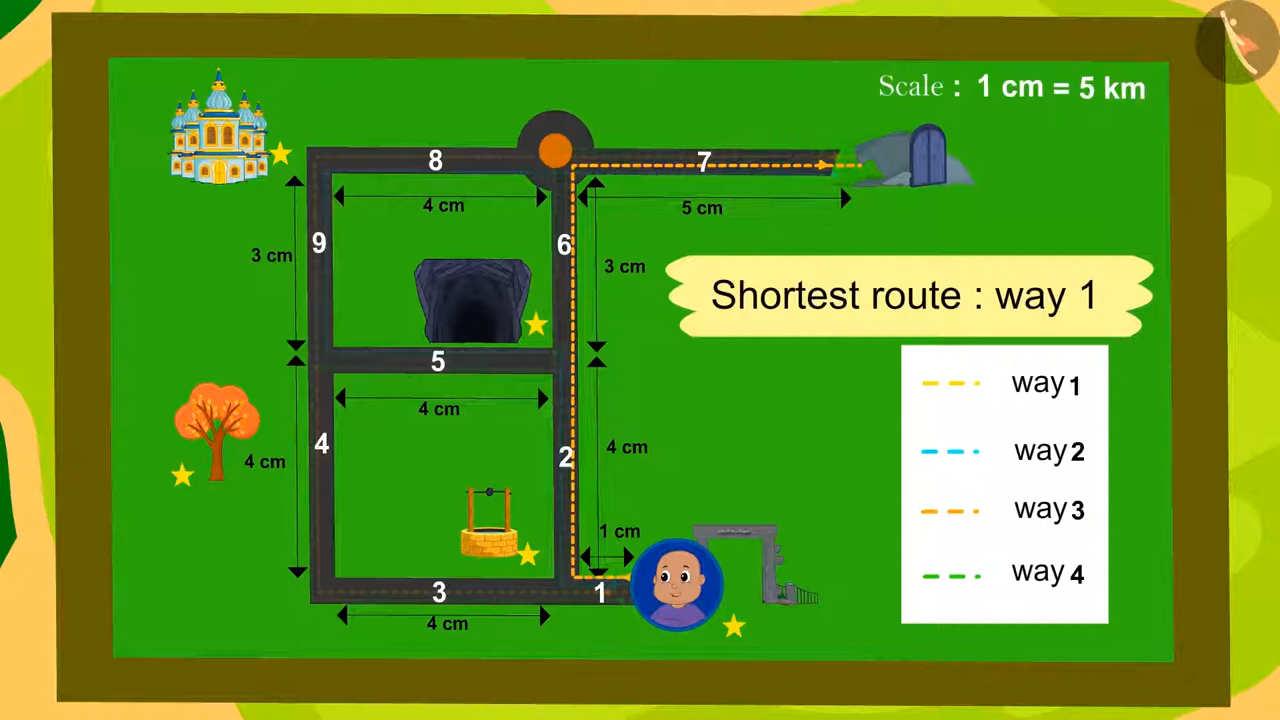 Scale : 1 cm = 5 km
8
7
4 cm
5 cm
9
6
3 cm
3 cm
Shortest route : way 1
5
4 cm
way 1
4
2
4 cm
4 cm
way 2
way 3
1 cm
way 4
3
1
4 cm